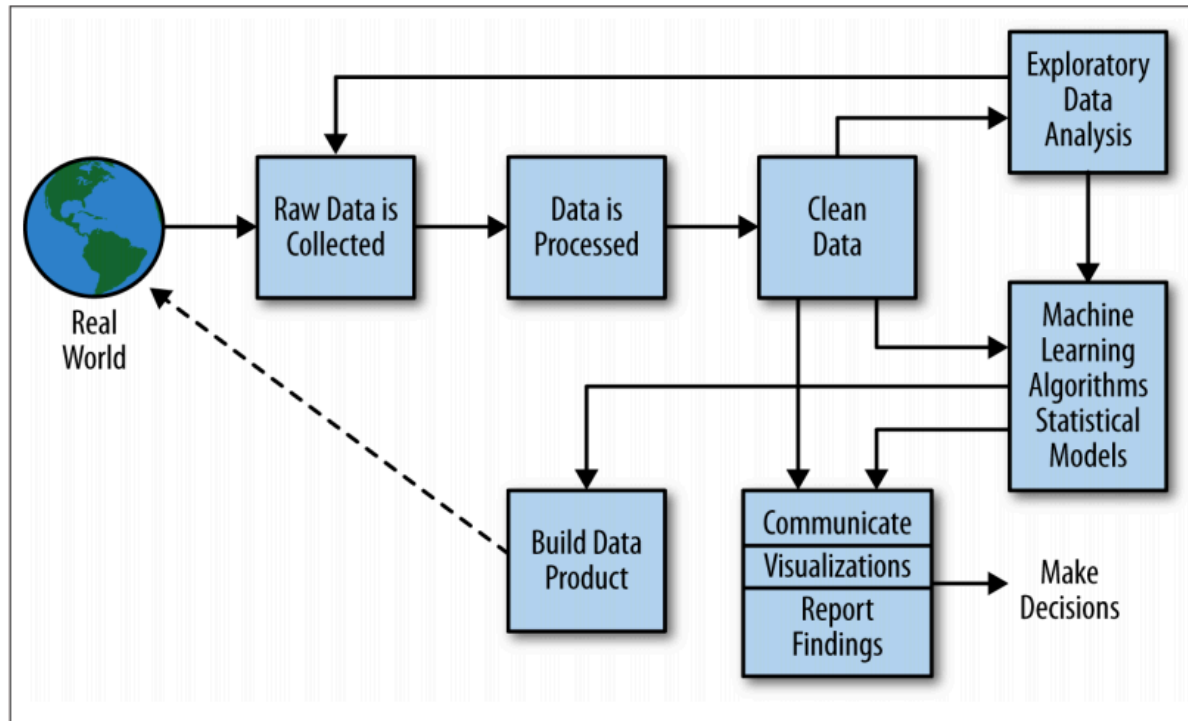 Exploratory
Data
Analysis
Raw Data is
Collected
Data is
Processed
Clean
Data
Real
World
Machine
Learning
Algorithms
Statistical
Models
Build Data
Product
Communicate
Visualizations
Report
Findings
Make
Decisions